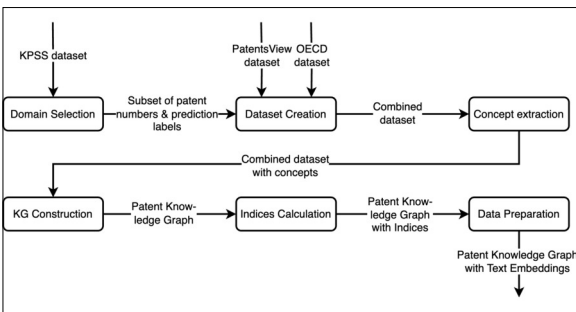 PatentsView OECD
dataset dataset
KPSS dataset
Domain Selection
Subset of patent
numbers & prediction
labels
Dataset Creation
Combined
dataset
Concept extraction
Combined dataset
with concepts
KG Construction
Patent Know-
ledge Graph
Indices Calculation
Patent Know-
ledge Graph
with Indices
Data Preparation
Patent Knowledge Graph
with Text Embeddings